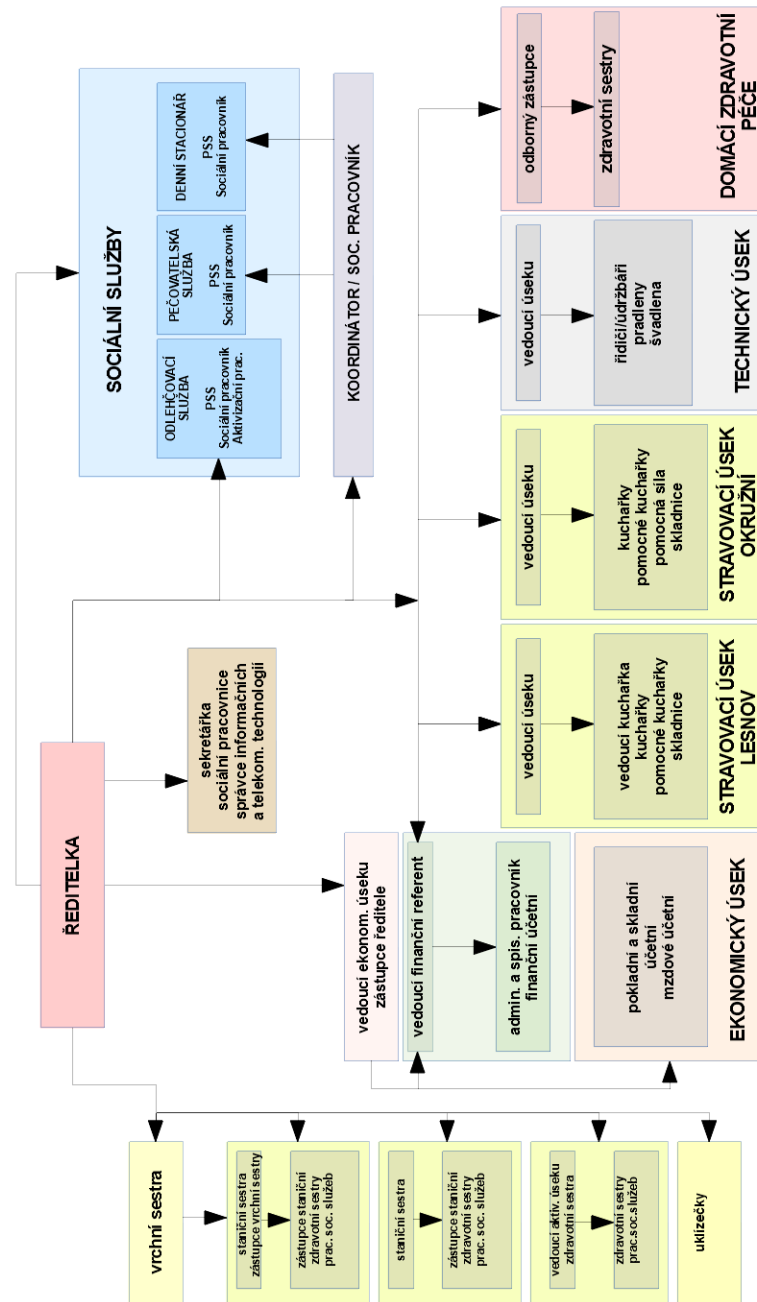 ŘEDITELKA
sekretářka
sociální pracovnice
správce informačních
a telekom. technologií
SOCIÁLNÍ SLUŽBY
ODLEHČOVACÍ
SLUŽBA
PSS
Sociální pracovník
Aktivizační prac.
PEČOVATELSKÁ
SLUŽBA
PSS
Sociální pracovník
DENNÍ STACIONÁŘ
PSS
Sociální pracovník
KOORDINÁTOR / SOC. PRACOVNÍK
vrchní sestra
staniční sestra
zástupce vrchní sestry
zástupce staniční
zdravotní sestry
prac. soc. služeb
staniční sestra
zástupce staniční
zdravotní sestry
prac. soc. služeb
vedoucí aktiv. úseku
zdravotní sestra
zdravotní sestry
prac.soc.služeb
uklízečky
vedoucí ekonom. úseku
zástupce ředitele
vedoucí finanční referent
admin. a spis. pracovník
finanční účetní
pokladní a skladní
účetní
mzdové účetní
EKONOMICKÝ ÚSEK
vedoucí úseku
vedoucí kuchařka
kuchařky
pomocné kuchařky
skladnice
STRAVOVACÍ ÚSEK
LESNOV
vedoucí úseku
kuchařky
pomocné kuchařky
pomocná síla
skladnice
STRAVOVACÍ ÚSEK
OKRUŽNÍ
vedoucí úseku
řidiči/údržbáři
pradleny
švadlena
TECHNICKÝ ÚSEK
odborný zástupce
zdravotní sestry
DOMÁCÍ ZDRAVOTNÍ
PÉČE